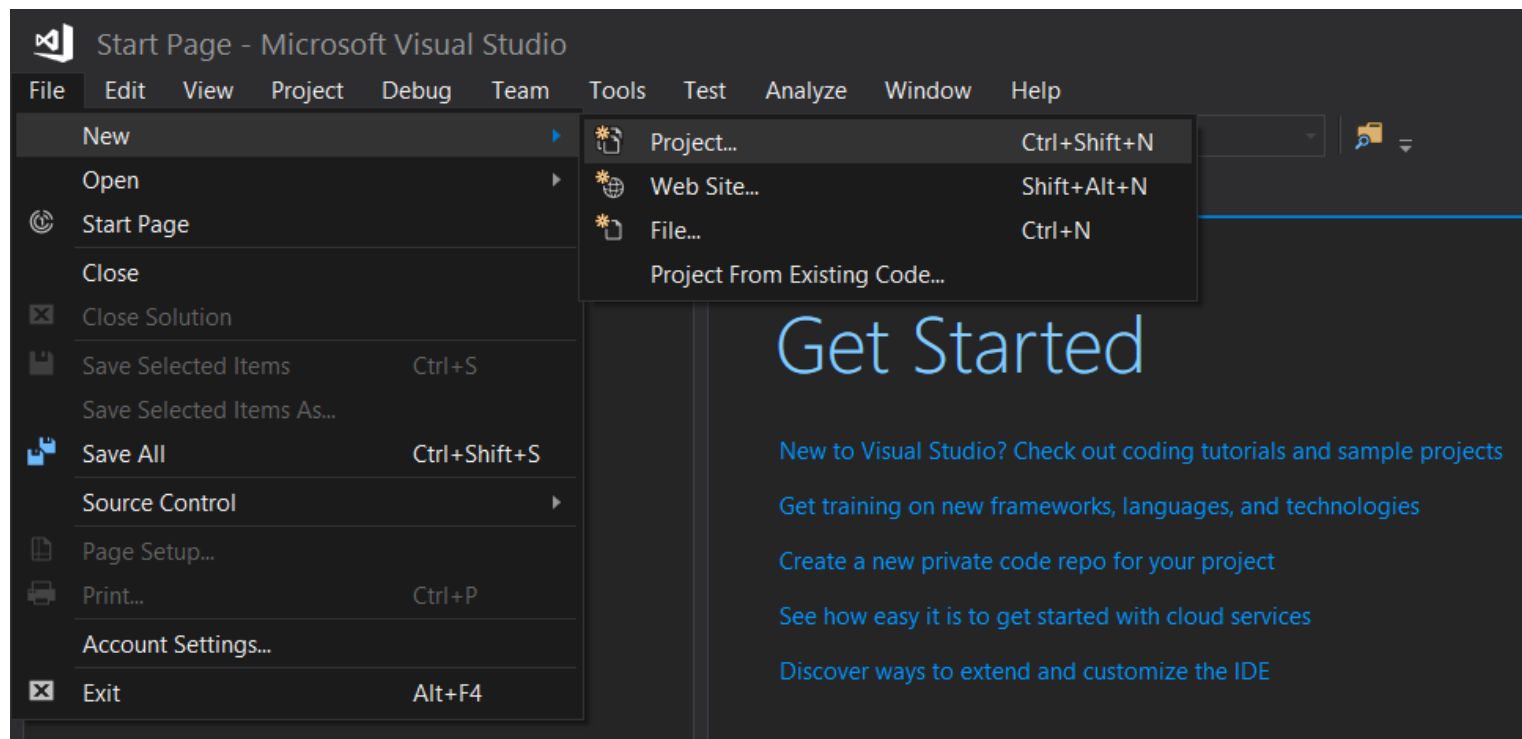 Start Page - Microsoft Visual Studio
File Edit View Project Debug Team Tools Test Analyze Window Help
New
Open
Start Page
Close
Close Solution
Save Selected Items Ctrl+S
Save Selected Items As...
Save All Ctrl+Shift+S
Source Control
Page Setup...
Print... Ctrl+P
Account Settings...
Exit Alt+F4
Project... Ctrl+Shift+N
Web Site... Shift+Alt+N
File... Ctrl+N
Project From Existing Code...
Get Started
New to Visual Studio? Check out coding tutorials and sample projects
Get training on new frameworks, languages, and technologies
Create a new private code repo for your project
See how easy it is to get started with cloud services
Discover ways to extend and customize the IDE